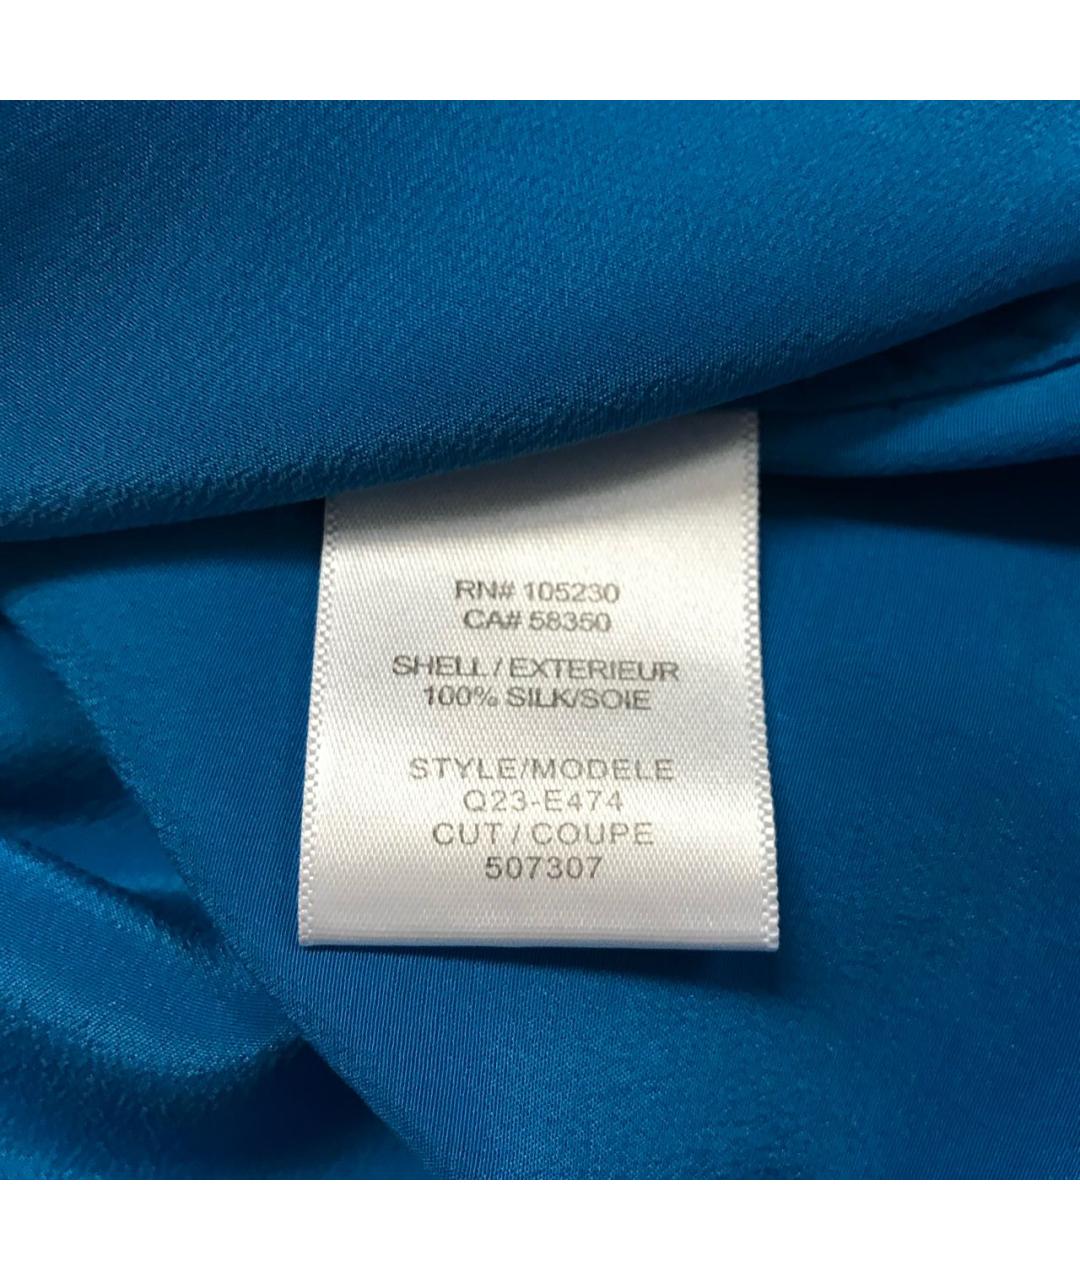 RN# 105230
CA# 58350
SHELL / EXTERIEUR
100% SILK/SOIE
STYLE/MODELE
Q23-E474
CUT / COUPE
507307